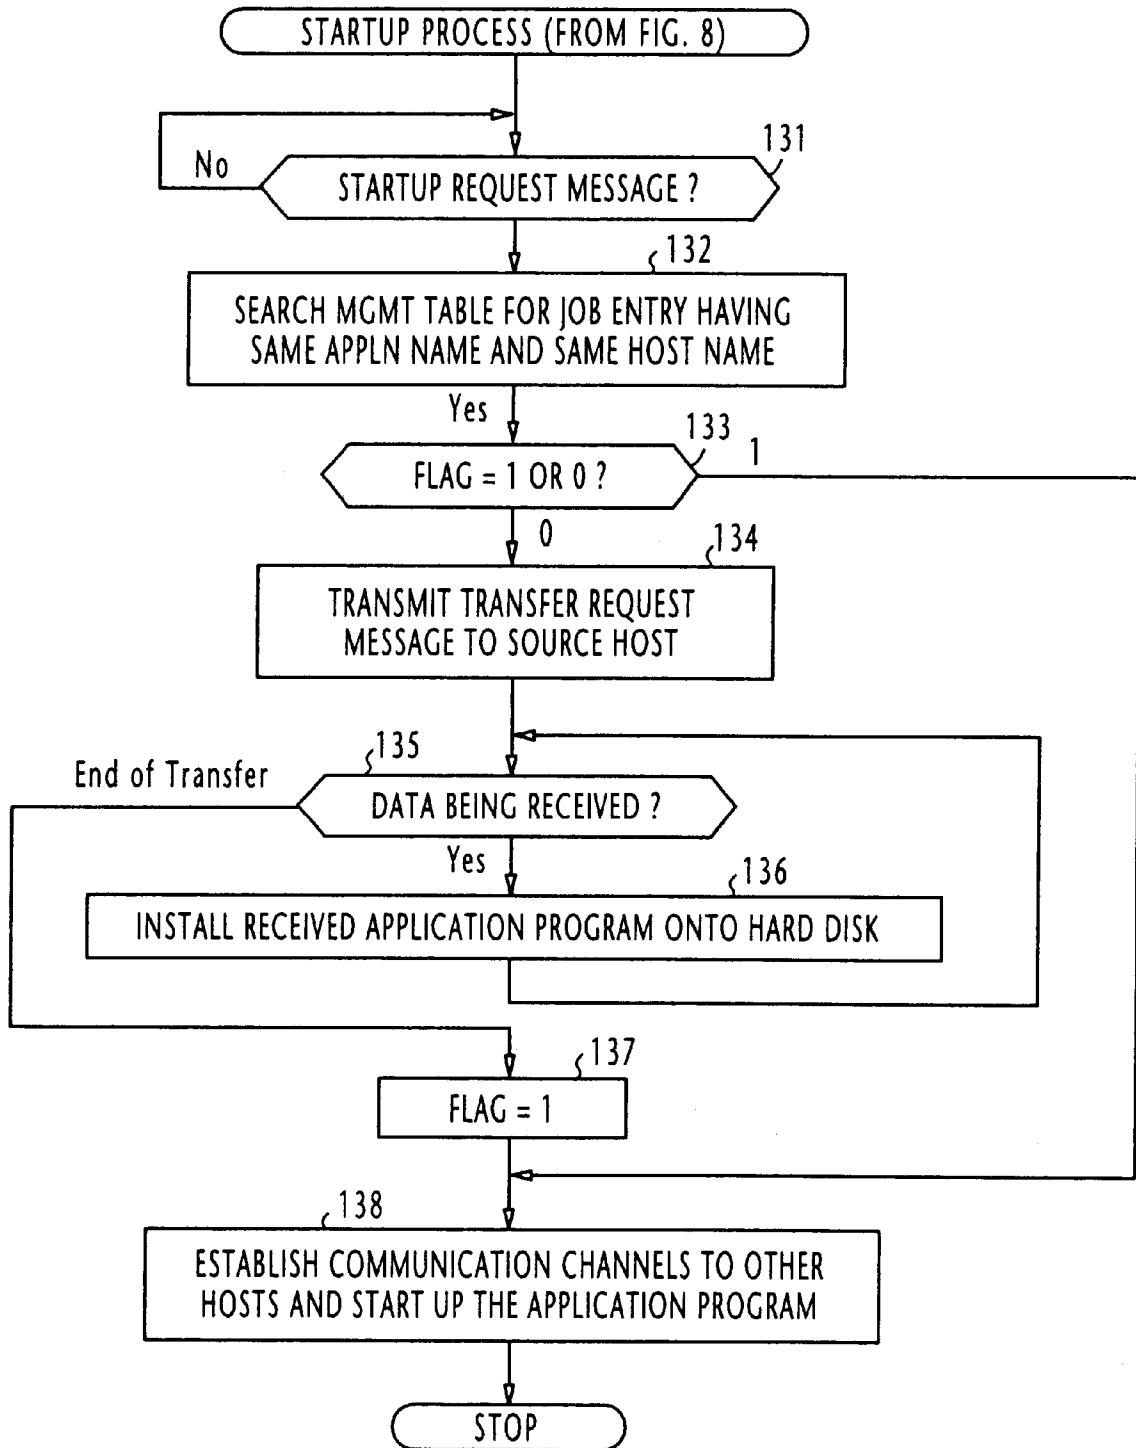 STARTUP PROCESS (FROM FIG. 8)
131
No
STARTUP REQUEST MESSAGE ?
132
SEARCH MGMT TABLE FOR JOB ENTRY HAVING
SAME APPLN NAME AND SAME HOST NAME
Yes
133
1
FLAG = 1 OR 0 ?
0
134
TRANSMIT TRANSFER REQUEST
MESSAGE TO SOURCE HOST
135
End of Transfer
DATA BEING RECEIVED ?
Yes
136
INSTALL RECEIVED APPLICATION PROGRAM ONTO HARD DISK
137
FLAG = 1
138
ESTABLISH COMMUNICATION CHANNELS TO OTHER
HOSTS AND START UP THE APPLICATION PROGRAM
STOP